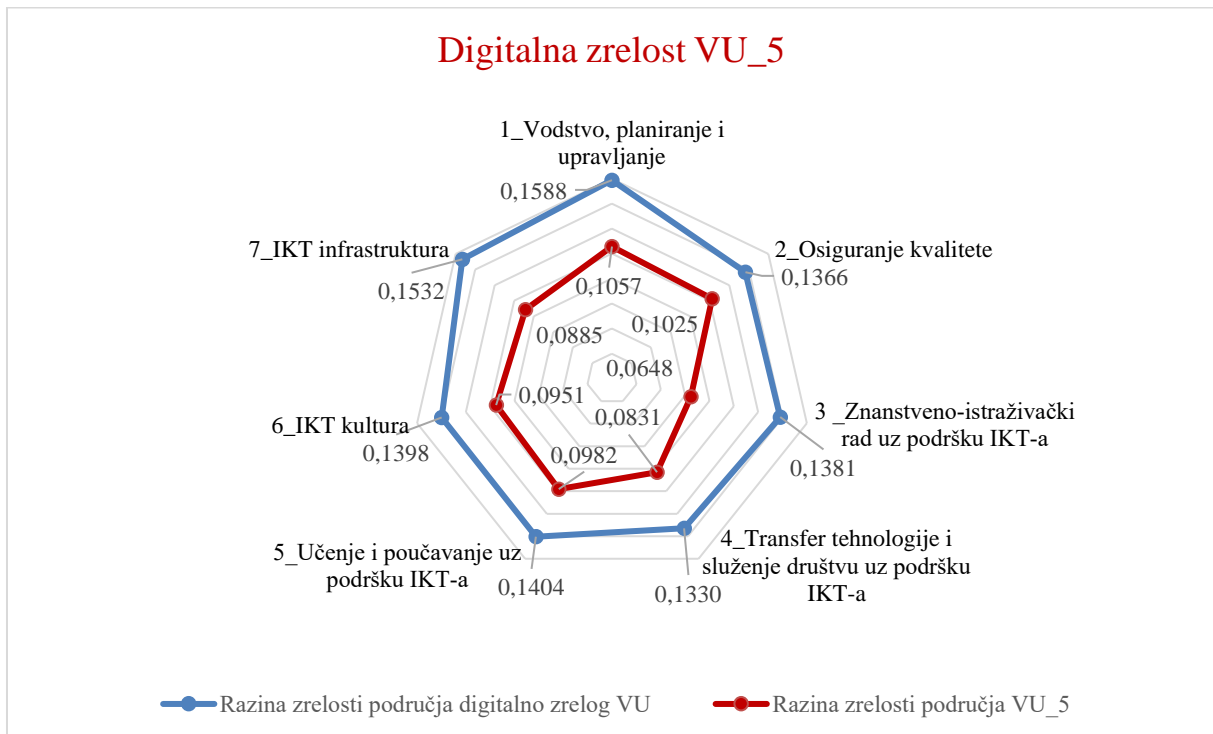 Digitalna zrelost VU_5
1_Vodstvo, planiranje i
upravljanje
0,1588
7_IKT infrastruktura
2_Osiguranje kvalitete
0,1366
0,1532
0,1057
0,1025
0,0885
0,0648
0,0951
0,0831
6_IKT kultura
0,1398
3 _Znanstveno-istraživački
rad uz podršku IKT-a
0,1381
0,0982
5_Učenje i poučavanje uz
podršku IKT-a
0,1404
4_Transfer tehnologije i
služenje društvu uz podršku
IKT-a
0,1330
Razina zrelosti područja digitalno zrelog VU
Razina zrelosti područja VU_5